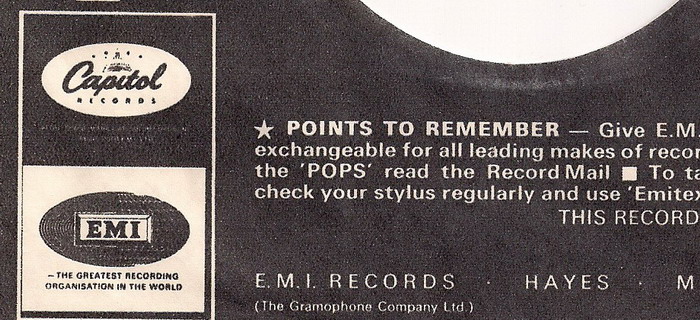 Capitol
RECORDS
EMI
– THE GREATEST RECORDING
ORGANISATION IN THE WORLD
★ POINTS TO REMEMBER — Give E.M.
exchangeable for all leading makes of recor
the 'POPS' read the Record Mail ■ To ta
check your stylus regularly and use 'Emitex
THIS RECORD
E.M.I. RECORDS · HAYES · M
(The Gramophone Company Ltd.)